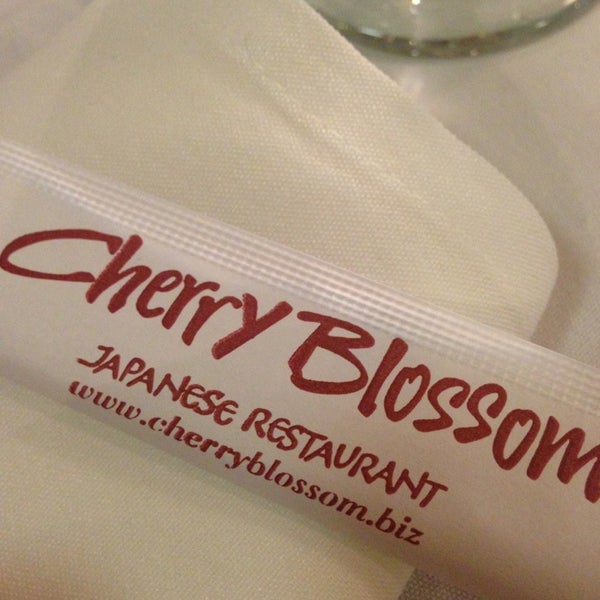 Cherry Blossom
JAPANESE RESTAURANT
www.cherryblossom.biz